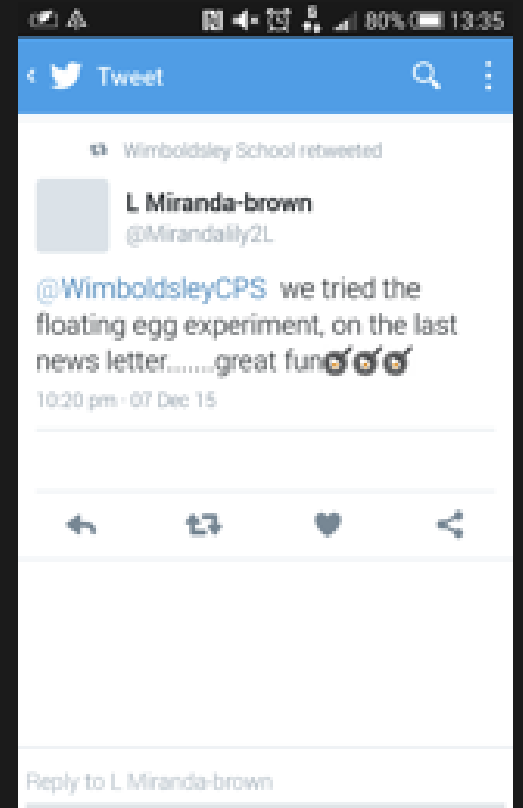 80% 13:35
Tweet
Wimboldsley School retweeted
L Miranda-brown
@Mirandalily2L
@WimboldsleyCPS we tried the
floating egg experiment, on the last
news letter.......great fun🍳🍳🍳
10:20 pm · 07 Dec 15
Reply to L Miranda-brown